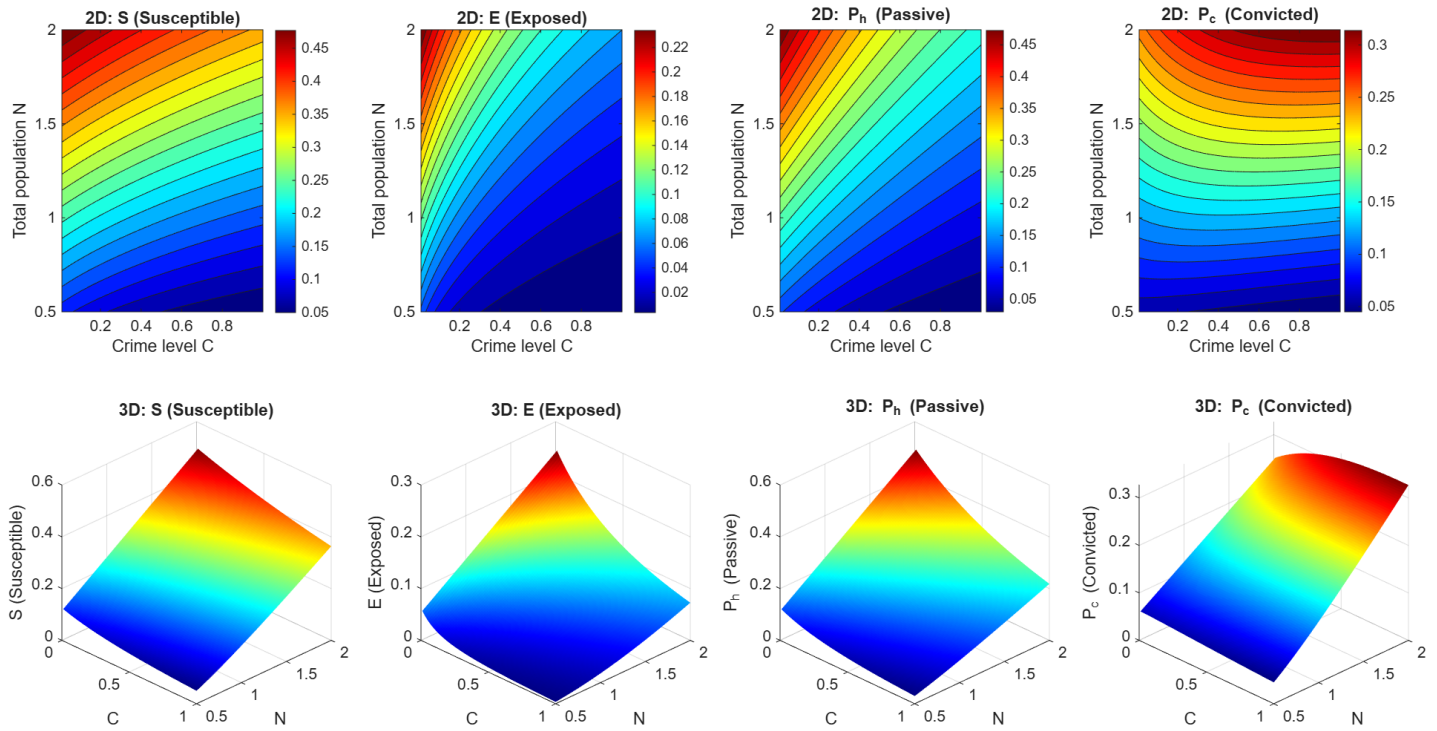 2D: S (Susceptible)
2
1.5
1
0.5
Total population N
0.2 0.4 0.6 0.8
Crime level C
0.45
0.4
0.35
0.3
0.25
0.2
0.15
0.1
0.05
2D: E (Exposed)
2
1.5
1
0.5
Total population N
0.2 0.4 0.6 0.8
Crime level C
0.22
0.2
0.18
0.16
0.14
0.12
0.1
0.08
0.06
0.04
0.02
2D: Pₕ (Passive)
2
1.5
1
0.5
Total population N
0.2 0.4 0.6 0.8
Crime level C
0.45
0.4
0.35
0.3
0.25
0.2
0.15
0.1
0.05
2D: P_c (Convicted)
2
1.5
1
0.5
Total population N
0.2 0.4 0.6 0.8
Crime level C
0.3
0.25
0.2
0.15
0.1
0.05
3D: S (Susceptible)
0.6
0.4
0.2
0
S (Susceptible)
0
0.5
1
C
0.5
1
1.5
2
N
3D: E (Exposed)
0.3
0.2
0.1
0
E (Exposed)
0
0.5
1
C
0.5
1
1.5
2
N
3D: Pₕ (Passive)
0.6
0.4
0.2
0
Pₕ (Passive)
0
0.5
1
C
0.5
1
1.5
2
N
3D: P_c (Convicted)
0.3
0.2
0.1
0
P_c (Convicted)
0
0.5
1
C
0.5
1
1.5
2
N